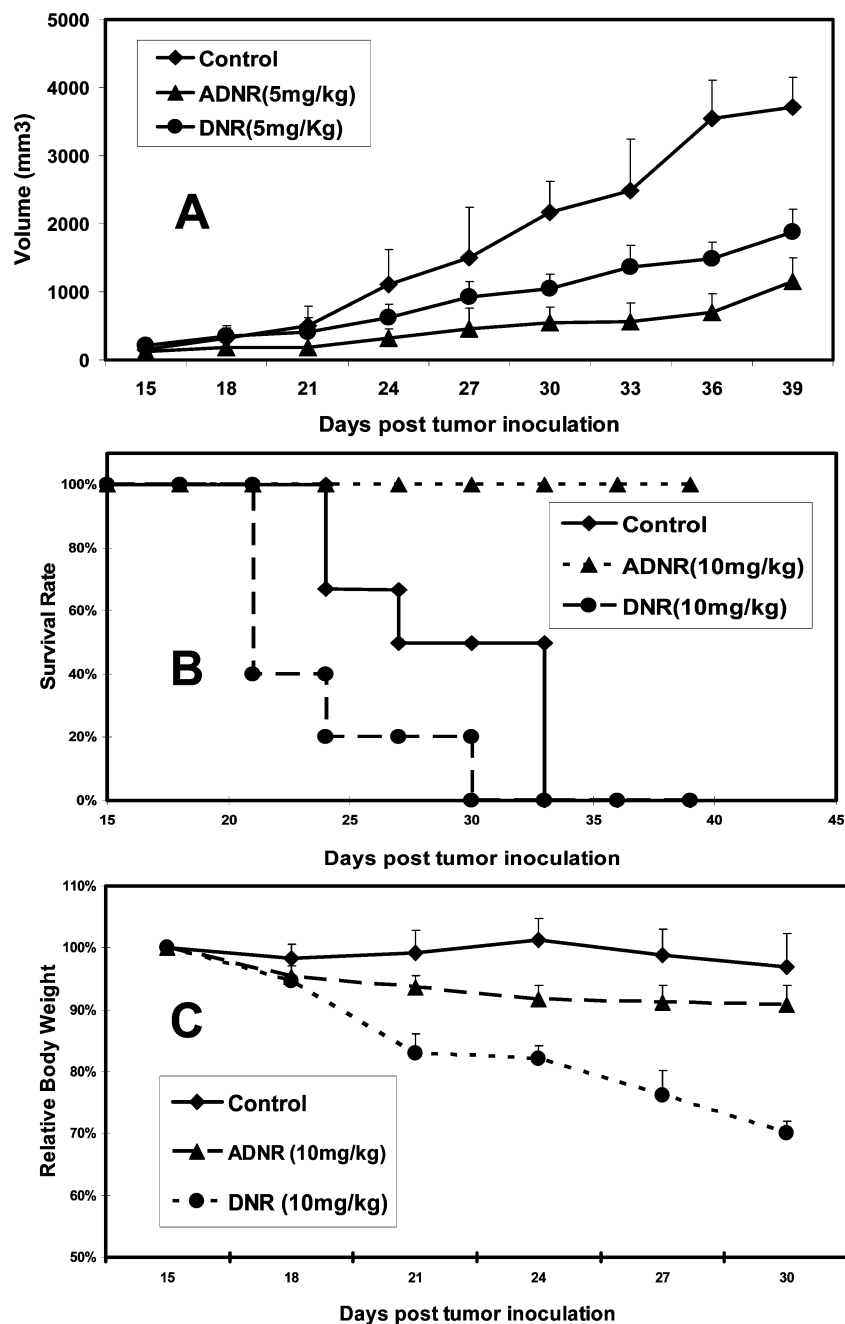 5000
4000
3000
2000
1000
0
Volume (mm3)
Control
ADNR(5mg/kg)
DNR(5mg/Kg)
A
15 18 21 24 27 30 33 36 39
Days post tumor inoculation
100%
80%
60%
40%
20%
0%
Survival Rate
Control
ADNR(10mg/kg)
DNR(10mg/kg)
B
15 20 25 30 35 40 45
Days post tumor inoculation
110%
100%
90%
80%
70%
60%
50%
Relative Body Weight
C
Control
ADNR (10mg/kg)
DNR (10mg/kg)
15 18 21 24 27 30
Days post tumor inoculation